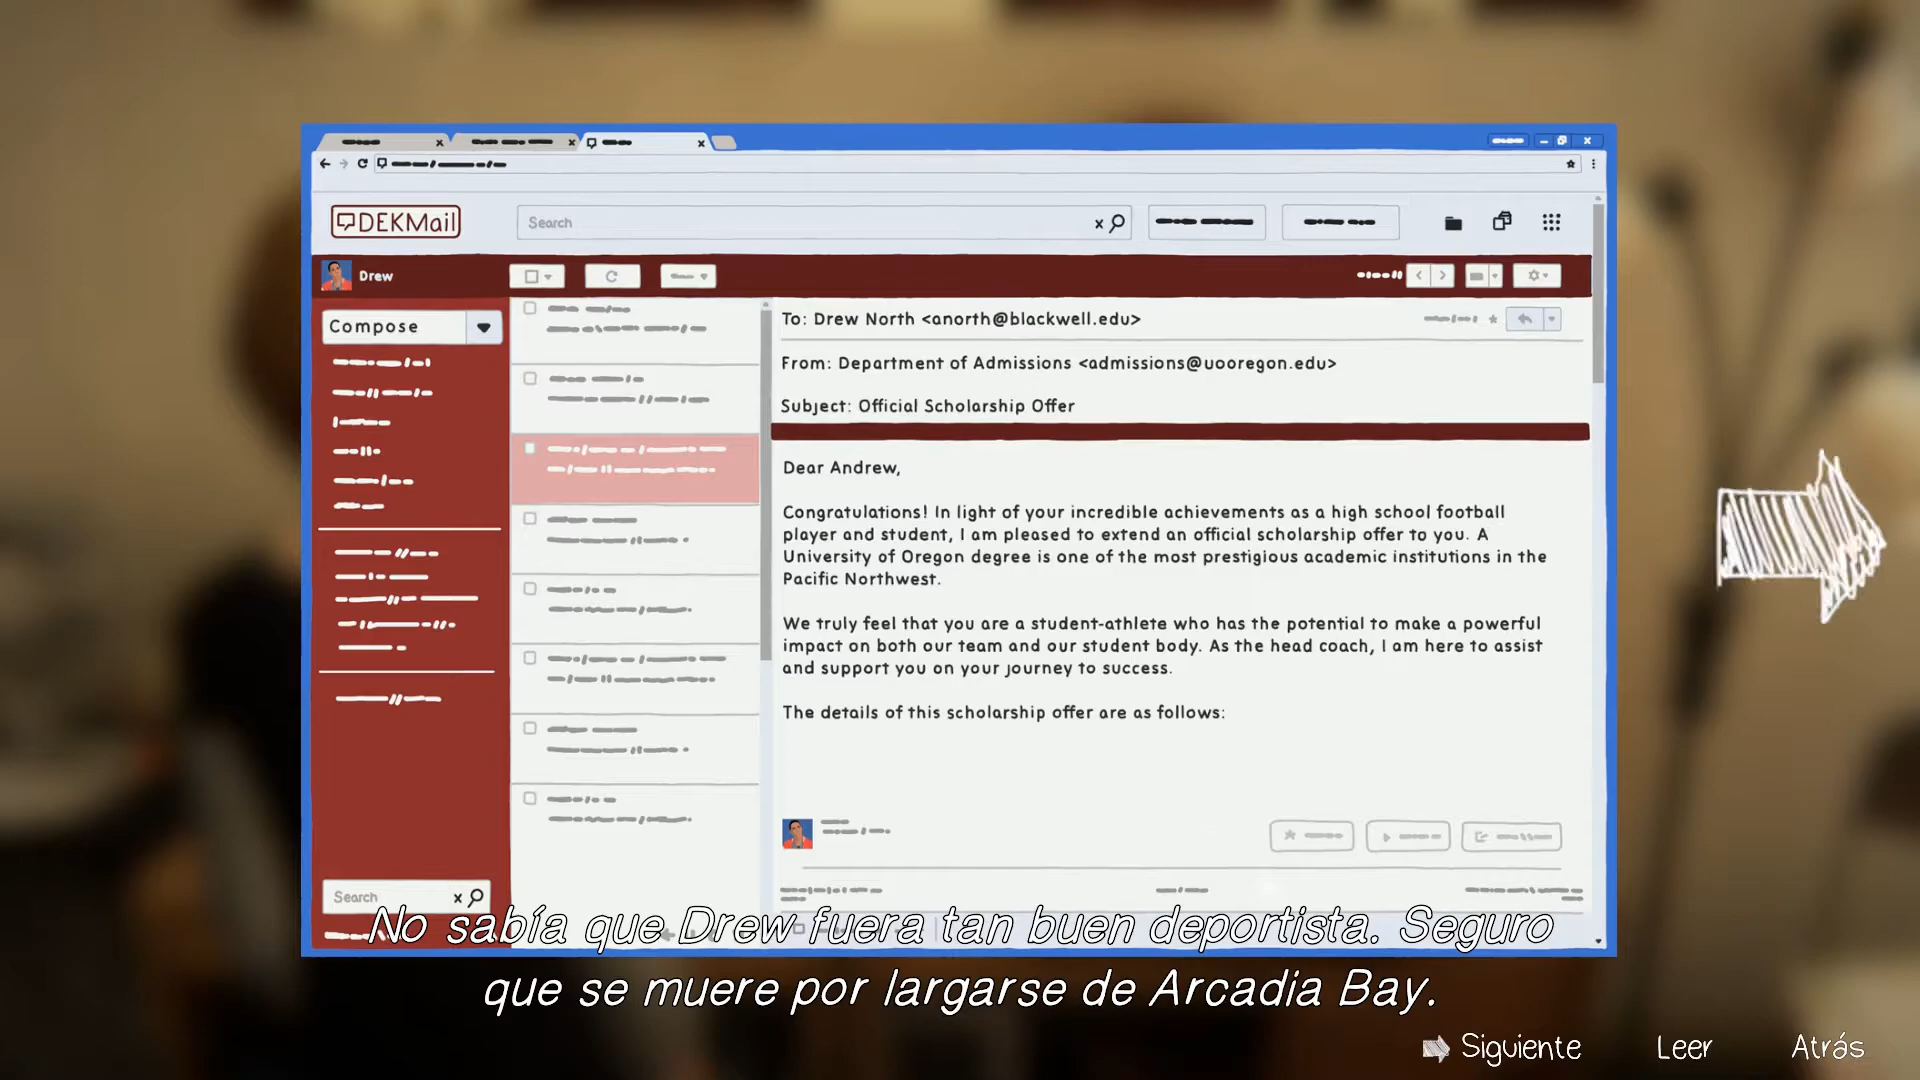 DEKMail
Search
Drew
Compose
To: Drew North <anorth@blackwell.edu>
From: Department of Admissions <admissions@uooregon.edu>
Subject: Official Scholarship Offer
Dear Andrew,
Congratulations! In light of your incredible achievements as a high school football
player and student, I am pleased to extend an official scholarship offer to you. A
University of Oregon degree is one of the most prestigious academic institutions in the
Pacific Northwest.
We truly feel that you are a student-athlete who has the potential to make a powerful
impact on both our team and our student body. As the head coach, I am here to assist
and support you on your journey to success.
The details of this scholarship offer are as follows:
Search
No sabía que Drew fuera tan buen deportista. Seguro
que se muere por largarse de Arcadia Bay.
Siguiente Leer Atrás